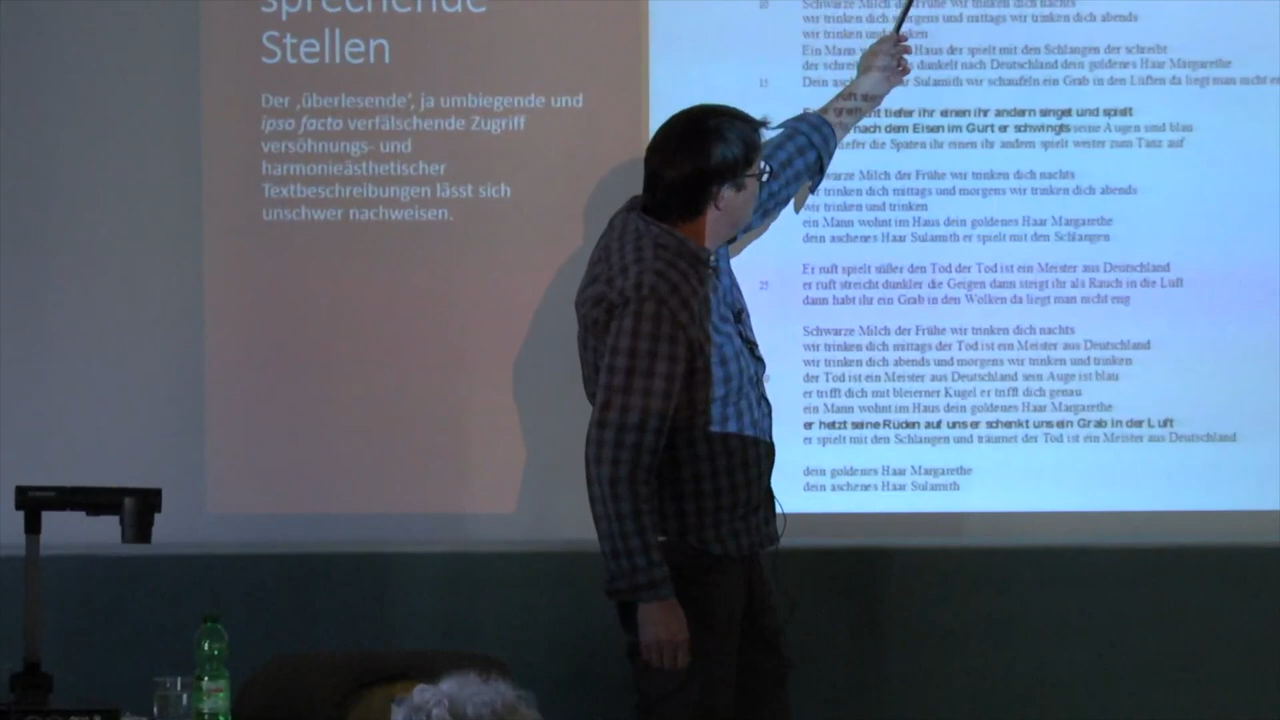 sprechende
Stellen
Der ‚überlesende‘, ja umbiegende und
ipso facto verfälschende Zugriff
versöhnungs- und
harmonieästhetischer
Textbeschreibungen lässt sich
unschwer nachweisen.
10
Schwarze Milch der Frühe wir trinken dich nachts
wir trinken dich morgens und mittags wir trinken dich abends
wir trinken und trinken
Ein Mann Haus der spielt mit den Schlangen der schreibt
der dunkelt nach Deutschland dein goldenes Haar Margarethe
15
Dein Sulamith wir schaufeln ein Grab in den Lüften da liegt man nicht
ruft
tiefer ihr einen ihr andern singet und spielt
nach dem Eisen im Gurt er schwingts seine Augen sind blau
tiefer die Spaten ihr einen ihr andern spielt weiter zum Tanz auf
Milch der Frühe wir trinken dich nachts
trinken dich mittags und morgens wir trinken dich abends
wir trinken und trinken
ein Mann wohnt im Haus dein goldenes Haar Margarethe
dein aschenes Haar Sulamith er spielt mit den Schlangen
Er ruft spielt süßer den Tod der Tod ist ein Meister aus Deutschland
25
er ruft streicht dunkler die Geigen dann steigt ihr als Rauch in die Luft
dann habt ihr ein Grab in den Wolken da liegt man nicht eng
Schwarze Milch der Frühe wir trinken dich nachts
wir trinken dich mittags der Tod ist ein Meister aus Deutschland
wir trinken dich abends und morgens wir trinken und trinken
der Tod ist ein Meister aus Deutschland sein Auge ist blau
er trifft dich mit bleierner Kugel er trifft dich genau
ein Mann wohnt im Haus dein goldenes Haar Margarethe
er hetzt seine Rüden auf uns er schenkt uns ein Grab in der Luft
er spielt mit den Schlangen und träumet der Tod ist ein Meister aus Deutschland
dein goldenes Haar Margarethe
dein aschenes Haar Sulamith